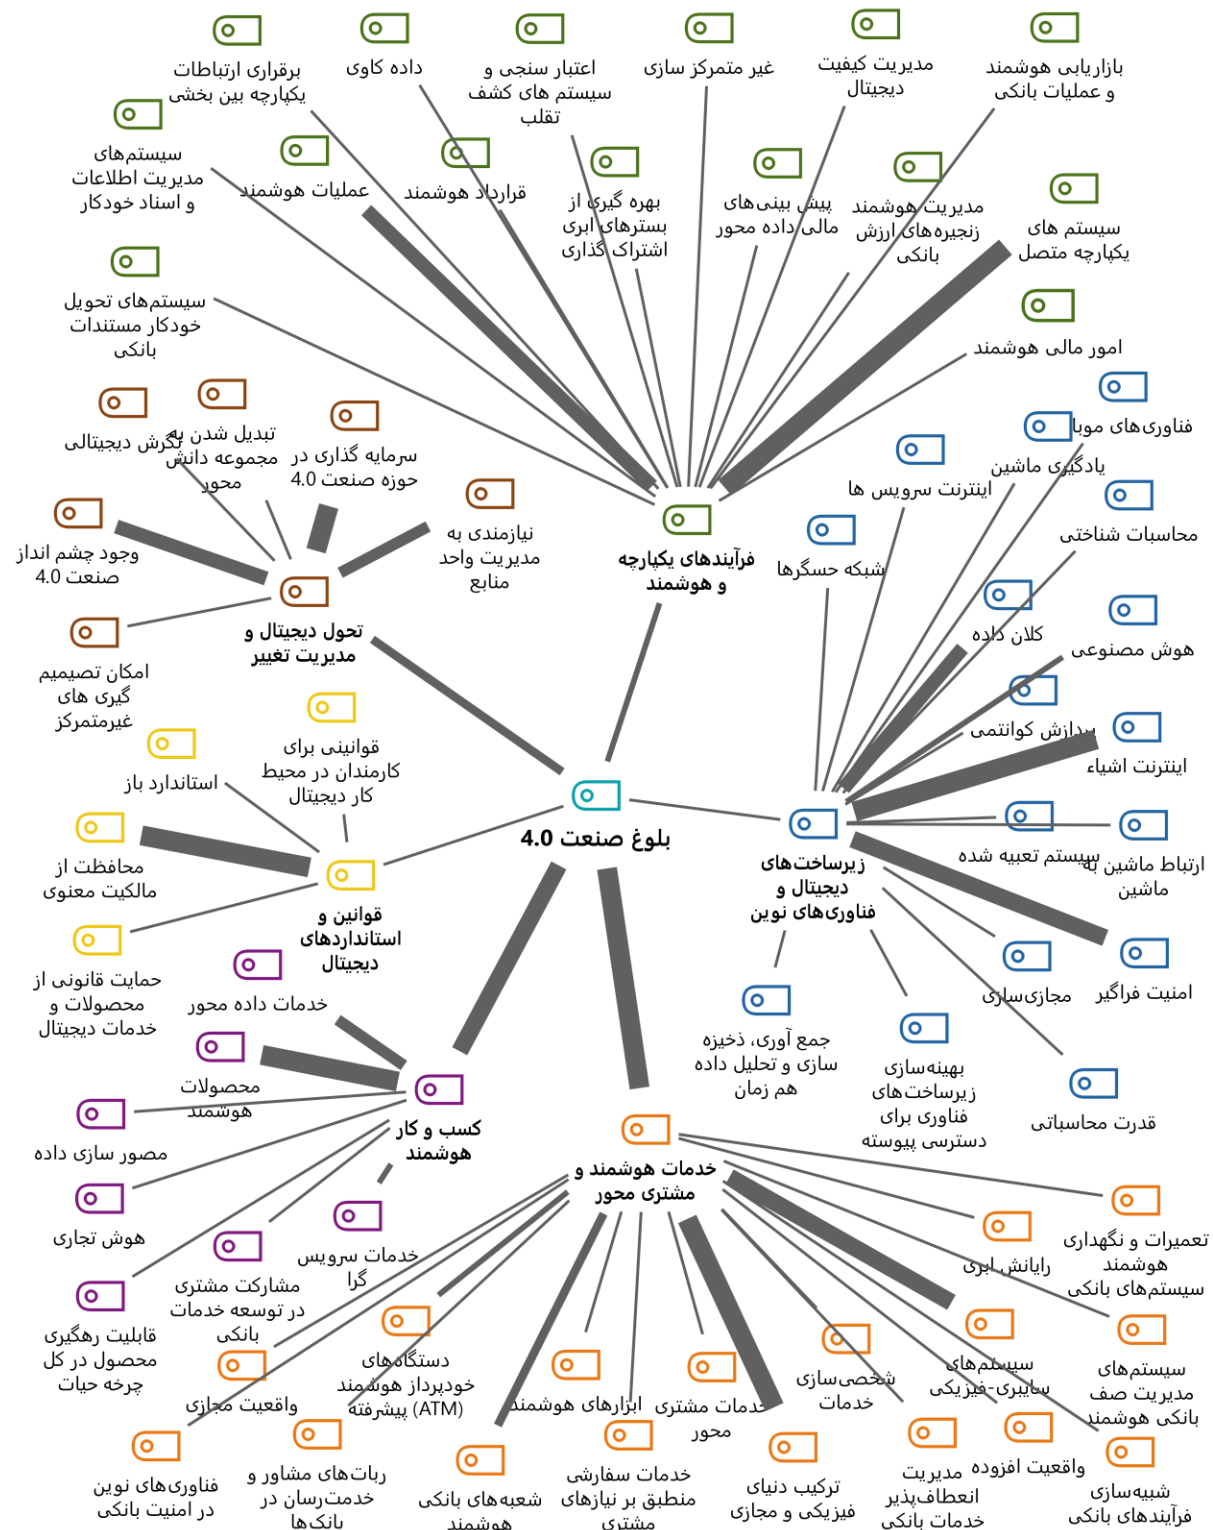 برقراری ارتباطات
یکپارچه بین بخشی
داده کاوی
اعتبار سنجی و
سیستم های کشف
تقلب
غیر متمرکز سازی
مدیریت کیفیت
دیجیتال
بازاریابی هوشمند
و عملیات بانکی
سیستم‌های
مدیریت اطلاعات
و اسناد خودکار
عملیات هوشمند
قرارداد هوشمند
بهره گیری از
بسترهای ابری
اشتراک گذاری
پیش بینی‌های
مالی داده محور
مدیریت هوشمند
زنجیره‌های ارزش
بانکی
سیستم های
یکپارچه متصل
سیستم‌های تحویل
خودکار مستندات
بانکی
امور مالی هوشمند
فرآیندهای یکپارچه
و هوشمند
نگرش دیجیتالی
تبدیل شدن به
مجموعه دانش
محور
سرمایه گذاری در
حوزه صنعت 4.0
نیازمندی به
مدیریت واحد
منابع
وجود چشم انداز
صنعت 4.0
امکان تصیمیم
گیری های
غیرمتمرکز
تحول دیجیتال و
مدیریت تغییر
فناوری‌های موبا
یادگیری ماشین
اینترنت سرویس ها
محاسبات شناختی
شبکه حسگرها
کلان داده
هوش مصنوعی
پردازش کوانتمی
اینترنت اشیاء
سیستم تعبیه شده
ارتباط ماشین به
ماشین
امنیت فراگیر
مجازی‌سازی
قدرت محاسباتی
بهینه‌سازی
زیرساخت‌های
فناوری برای
دسترسی پیوسته
جمع آوری، ذخیزه
سازی و تحلیل داده
هم زمان
زیرساخت‌های
دیجیتال و
فناوری‌های نوین
بلوغ صنعت 4.0
قوانینی برای
کارمندان در محیط
کار دیجیتال
استاندارد باز
محافظت از
مالکیت معنوی
حمایت قانونی از
محصولات و
خدمات دیجیتال
قوانین و
استانداردهای
دیجیتال
خدمات داده محور
محصولات
هوشمند
مصور سازی داده
هوش تجاری
قابلیت رهگیری
محصول در کل
چرخه حیات
مشارکت مشتری
در توسعه خدمات
بانکی
خدمات سرویس
گرا
کسب و کار
هوشمند
خدمات هوشمند و
مشتری محور
تعمیرات و نگهداری
هوشمند
سیستم‌های بانکی
رایانش ابری
سیستم‌های
مدیریت صف
بانکی هوشمند
سیستم‌های
سایبری-فیزیکی
شخصی‌سازی
خدمات
خدمات مشتری
محور
ابزارهای هوشمند
دستگاه‌های
خودپرداز هوشمند
(ATM) پیشرفته
واقعیت مجازی
فناوری‌های نوین
در امنیت بانکی
ربات‌های مشاور و
خدمت‌رسان در
بانک‌ها
شعبه‌های بانکی
هوشمند
خدمات سفارشی
منطبق بر نیازهای
مشتری
ترکیب دنیای
فیزیکی و مجازی
مدیریت
انعطاف‌پذیر
خدمات بانکی
واقعیت افزوده
شبیه‌سازی
فرآیندهای بانکی